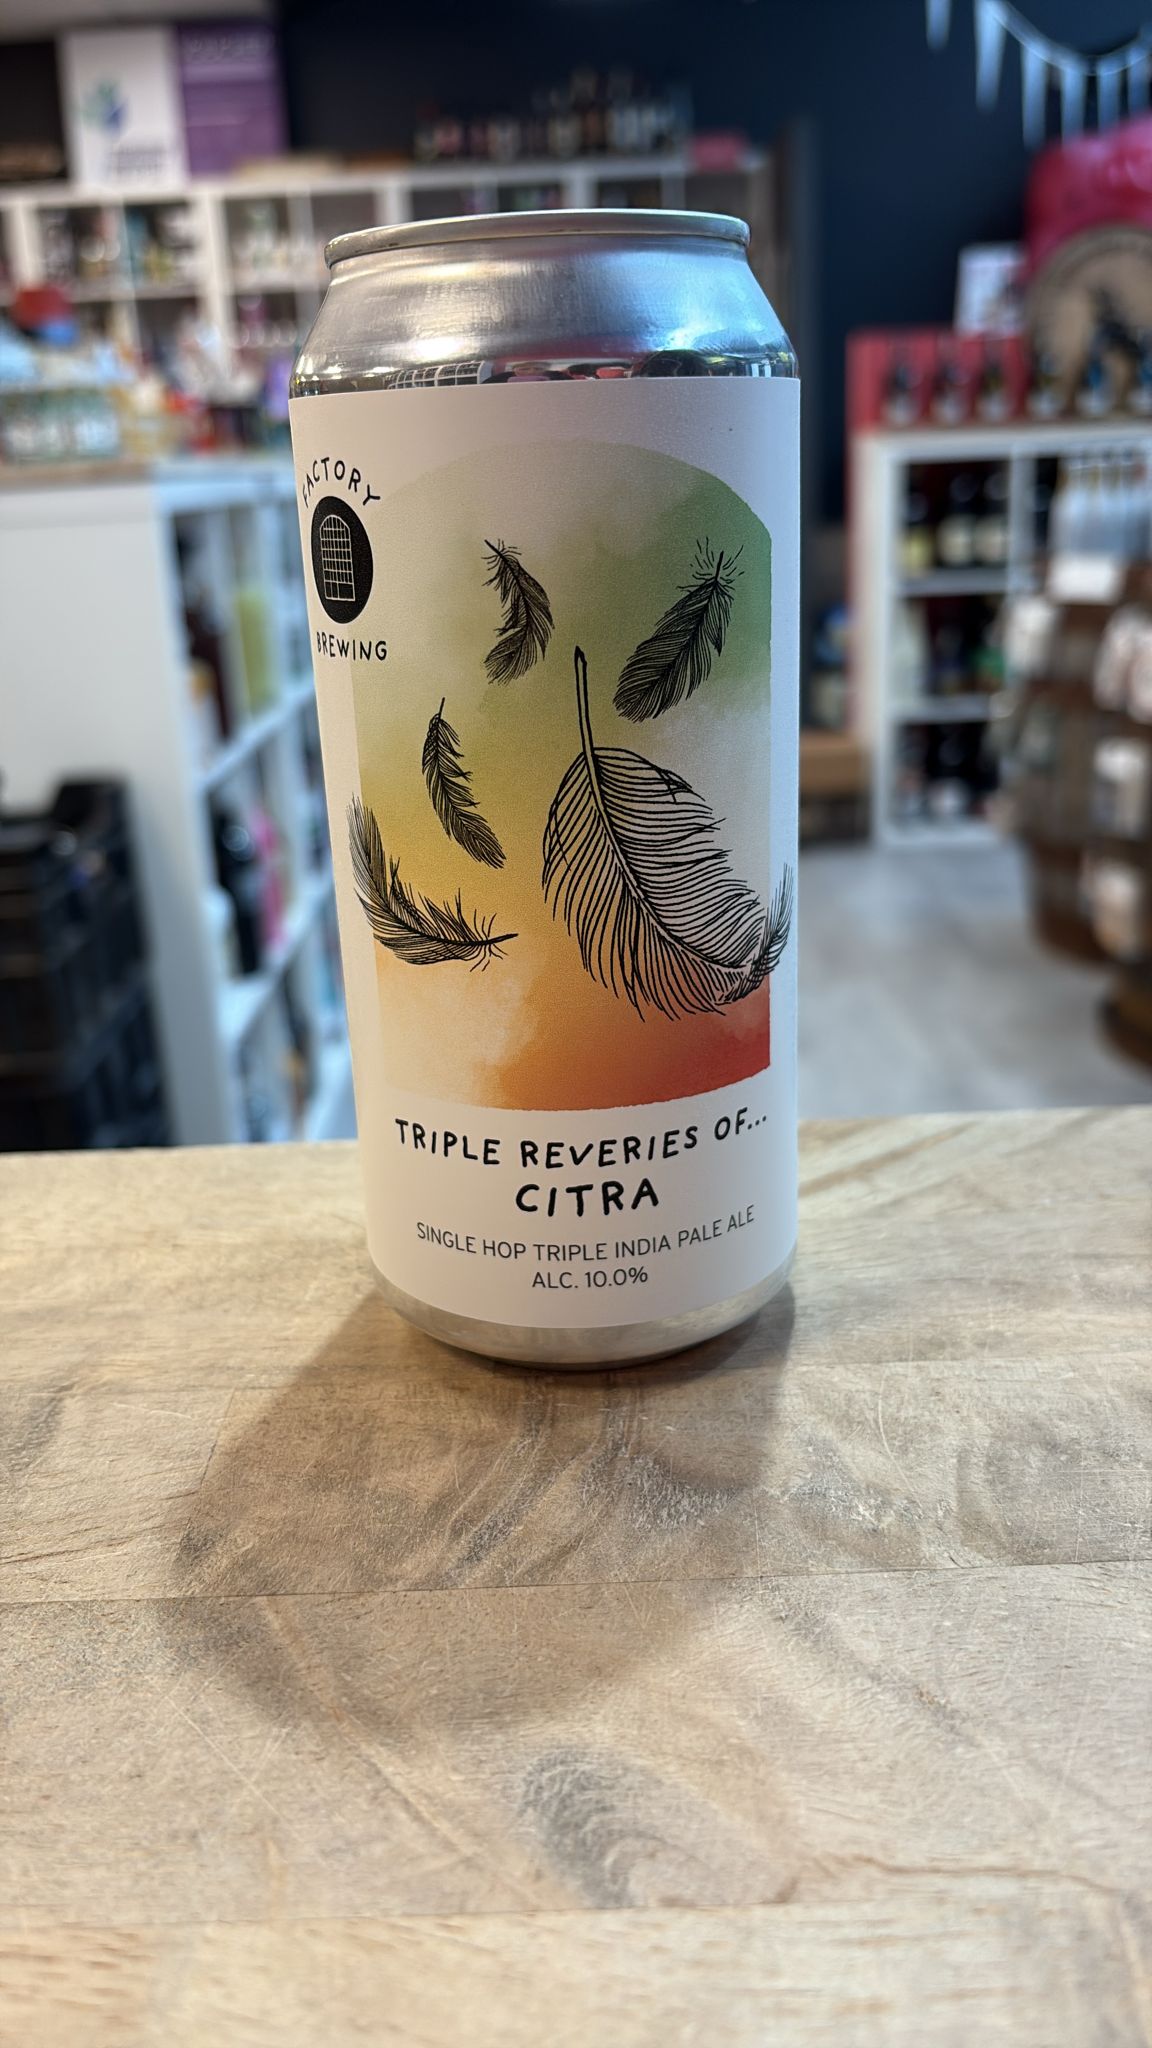 FACTORY
BREWING
TRIPLE REVERIES OF...
CITRA
SINGLE HOP TRIPLE INDIA PALE ALE
ALC. 10.0%